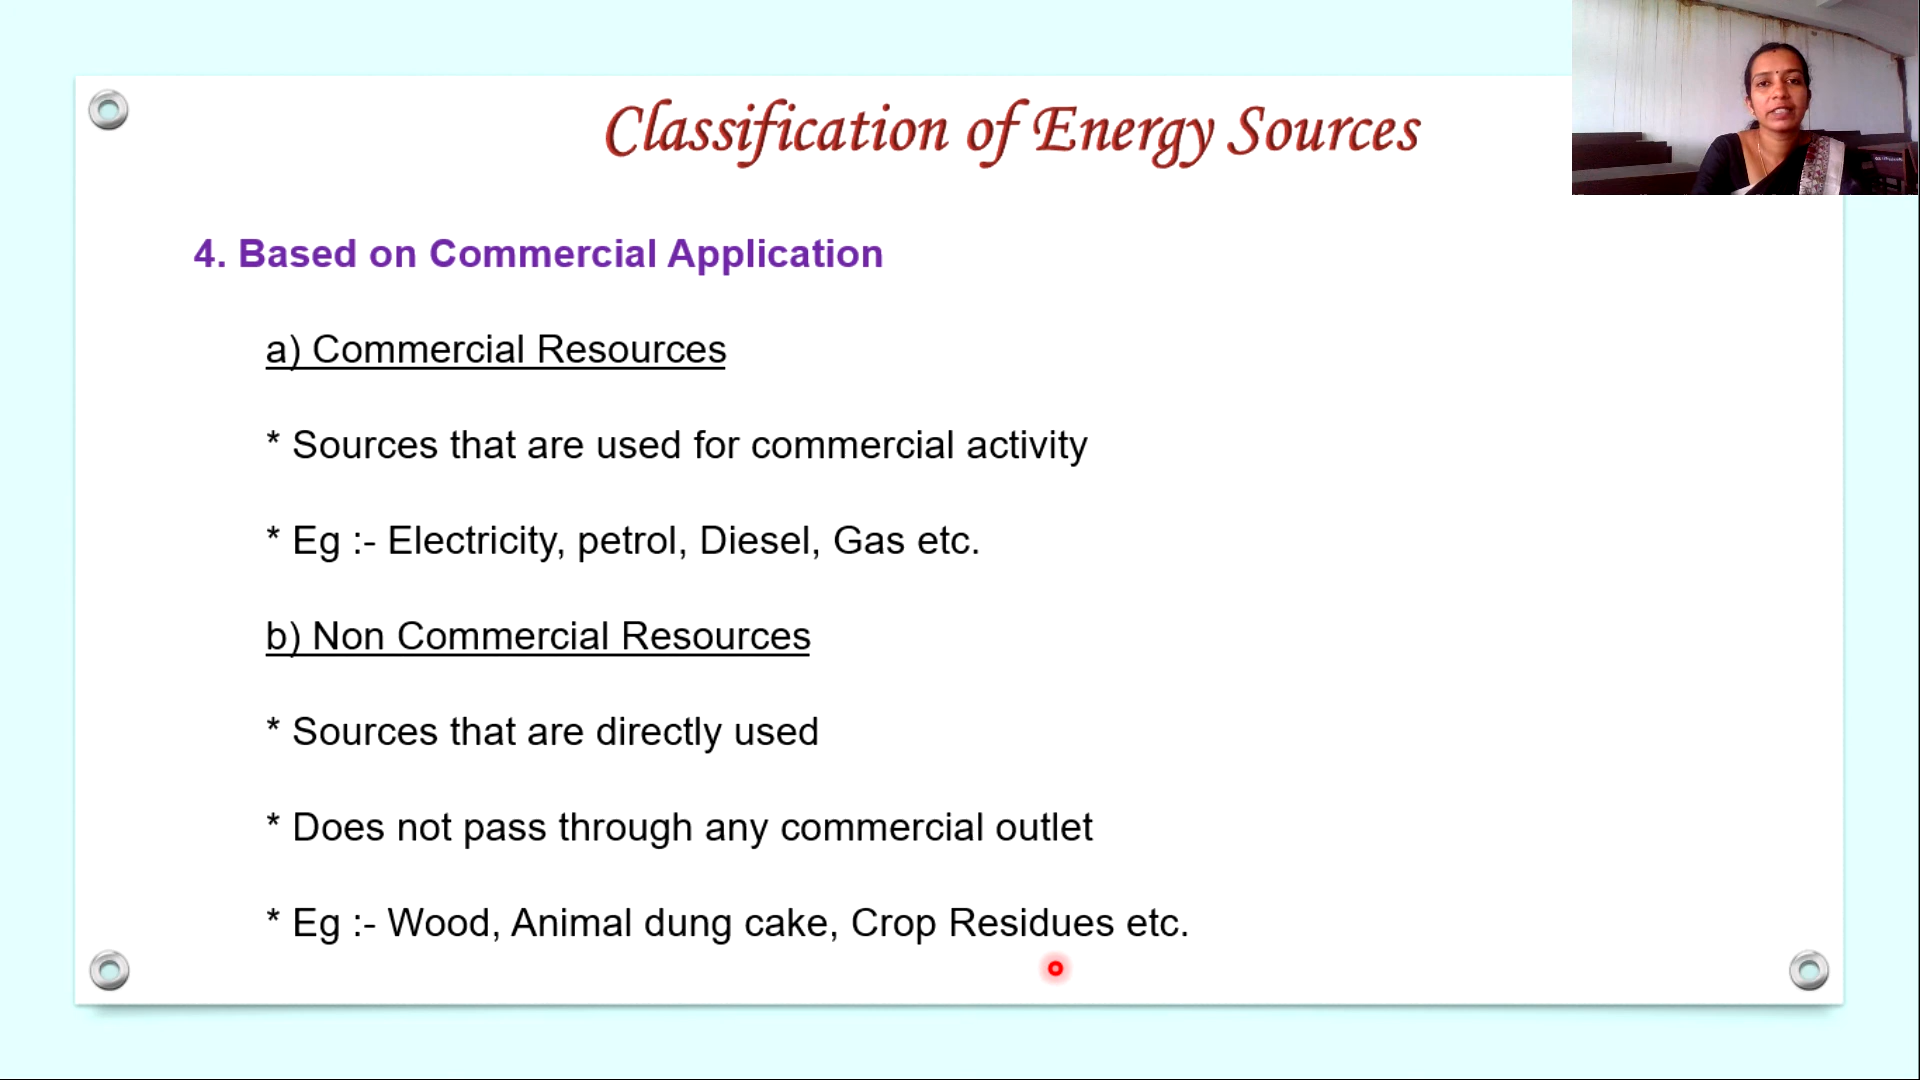 Classification of Energy Sources
4. Based on Commercial Application
a) Commercial Resources
* Sources that are used for commercial activity
* Eg :- Electricity, petrol, Diesel, Gas etc.
b) Non Commercial Resources
* Sources that are directly used
* Does not pass through any commercial outlet
* Eg :- Wood, Animal dung cake, Crop Residues etc.